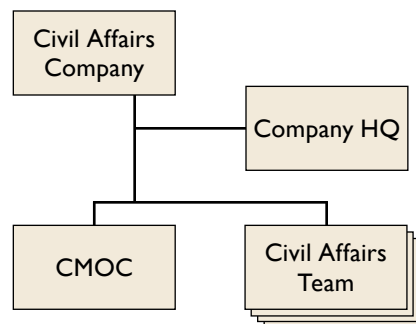 Civil Affairs
Company
Company HQ
CMOC
Civil Affairs
Team